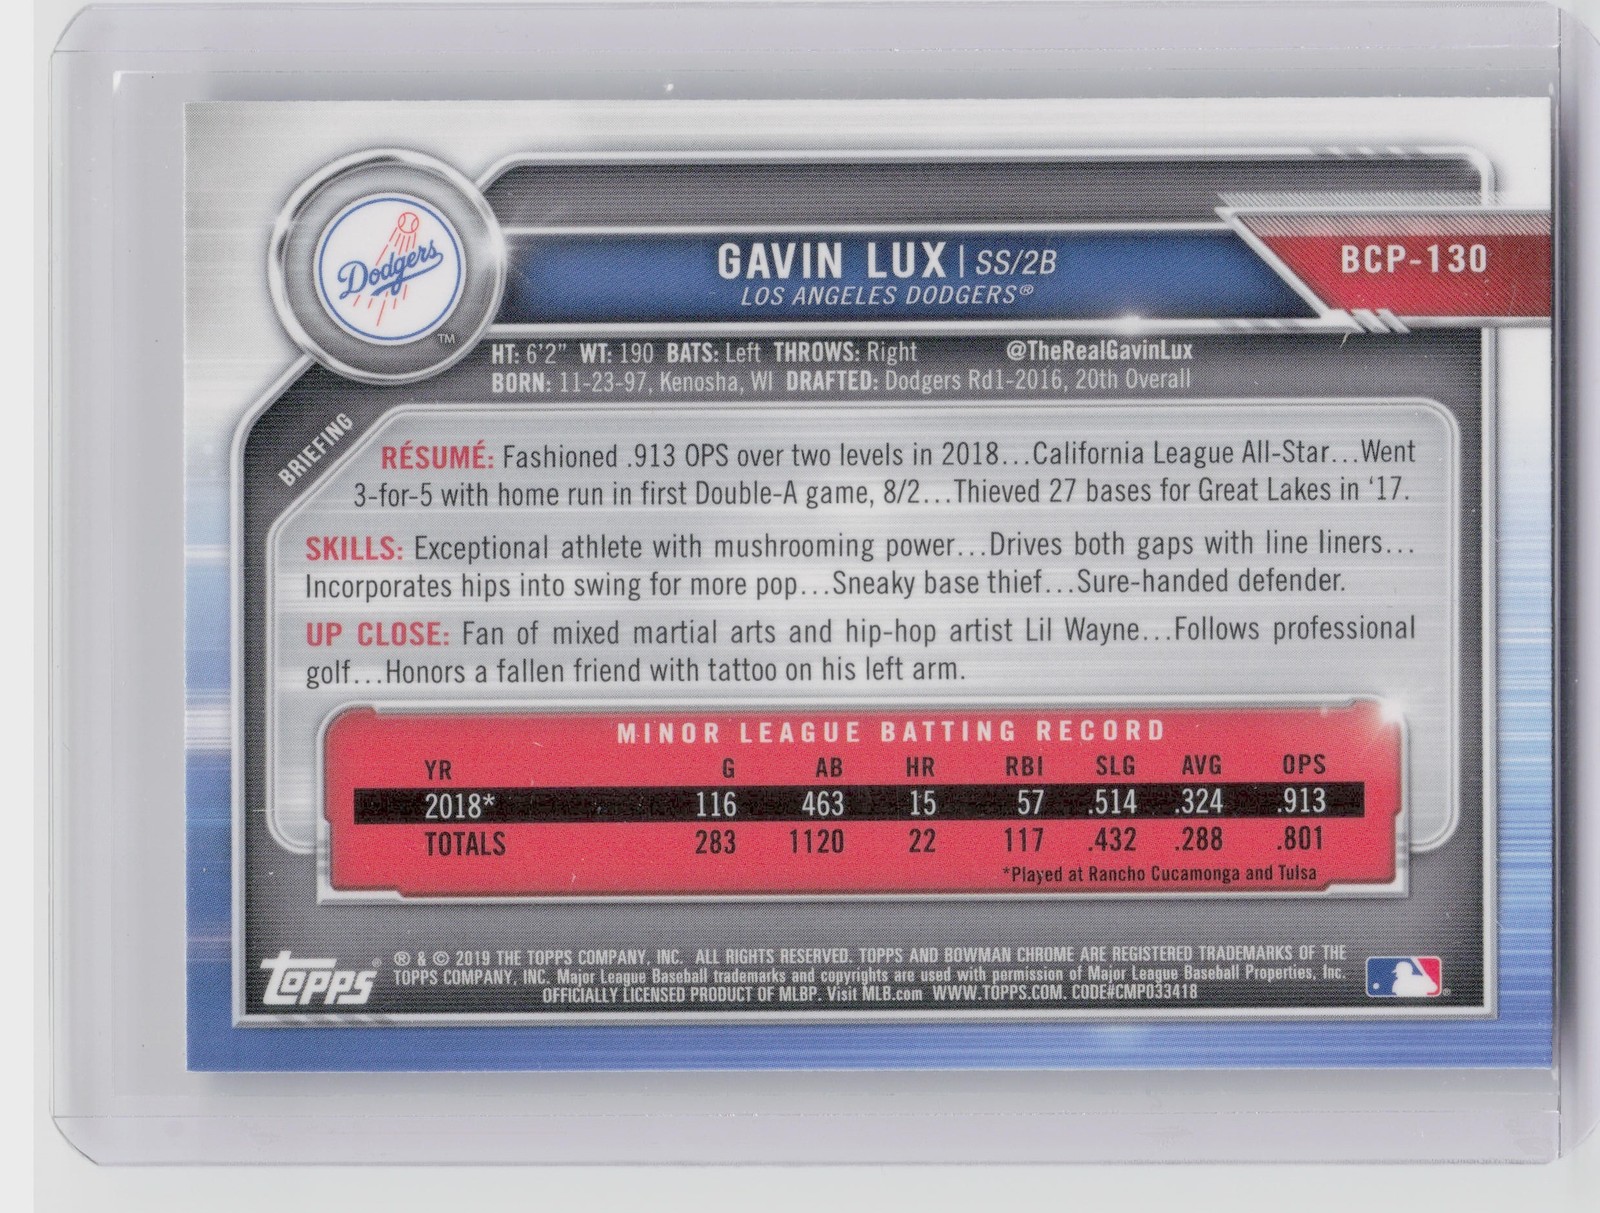 Dodgers
TM
GAVIN LUX | SS/2B
LOS ANGELES DODGERS®
BCP-130
HT: 6'2" WT: 190 BATS: Left THROWS: Right @TheRealGavinLux
BORN: 11-23-97, Kenosha, WI DRAFTED: Dodgers Rd1-2016, 20th Overall
BRIEFING
RÉSUMÉ: Fashioned .913 OPS over two levels in 2018...California League All-Star...Went
3-for-5 with home run in first Double-A game, 8/2...Thieved 27 bases for Great Lakes in '17.
SKILLS: Exceptional athlete with mushrooming power...Drives both gaps with line liners...
Incorporates hips into swing for more pop...Sneaky base thief...Sure-handed defender.
UP CLOSE: Fan of mixed martial arts and hip-hop artist Lil Wayne...Follows professional
golf...Honors a fallen friend with tattoo on his left arm.
MINOR LEAGUE BATTING RECORD
YR G AB HR RBI SLG AVG OPS
2018* 116 463 15 57 .514 .324 .913
TOTALS 283 1120 22 117 .432 .288 .801
*Played at Rancho Cucamonga and Tulsa
Topps®
® & © 2019 THE TOPPS COMPANY, INC. ALL RIGHTS RESERVED. TOPPS AND BOWMAN CHROME ARE REGISTERED TRADEMARKS OF THE
TOPPS COMPANY, INC. Major League Baseball trademarks and copyrights are used with permission of Major League Baseball Properties, Inc.
OFFICIALLY LICENSED PRODUCT OF MLBP. Visit MLB.com WWW.TOPPS.COM. CODE#CMP033418